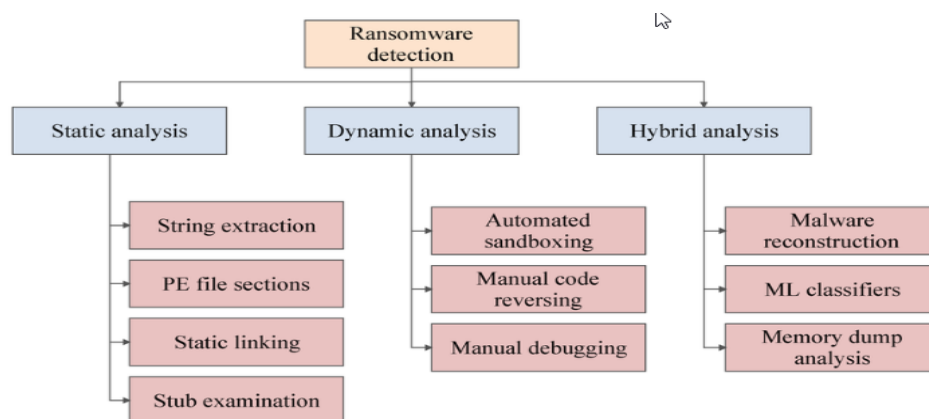 Ransomware
detection
Static analysis
Dynamic analysis
Hybrid analysis
String extraction
PE file sections
Static linking
Stub examination
Automated
sandboxing
Manual code
reversing
Manual debugging
Malware
reconstruction
ML classifiers
Memory dump
analysis